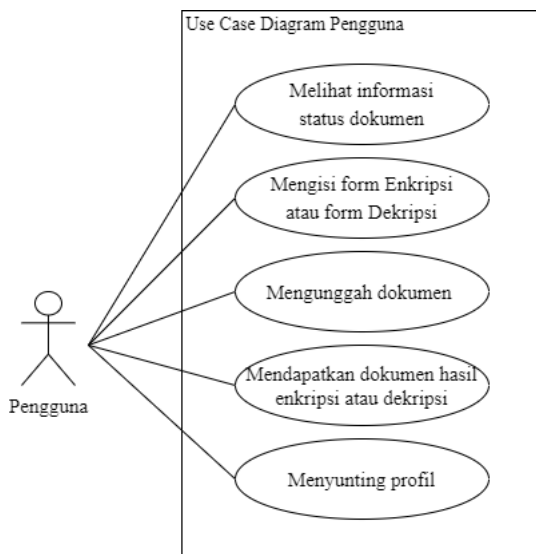 Use Case Diagram Pengguna
Melihat informasi
status dokumen
Mengisi form Enkripsi
atau form Dekripsi
Mengunggah dokumen
Mendapatkan dokumen hasil
enkripsi atau dekripsi
Menyunting profil
Pengguna